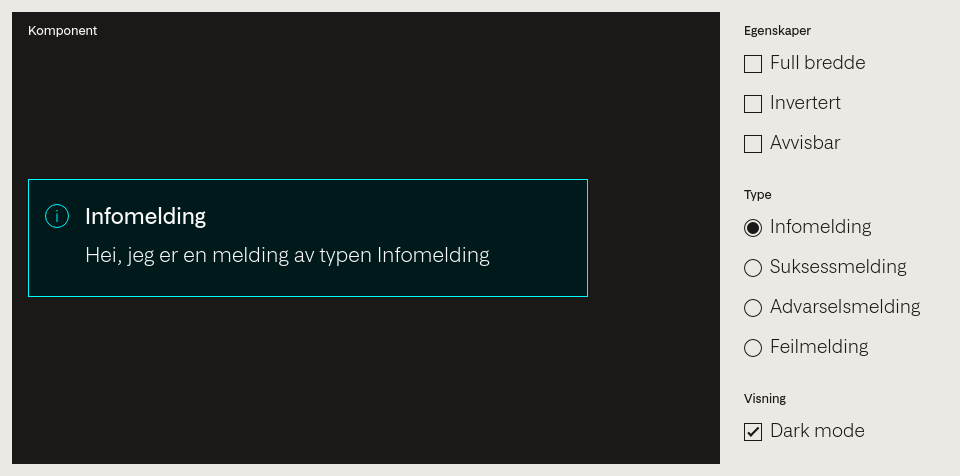 Komponent
Infomelding
Hei, jeg er en melding av typen Infomelding
Egenskaper
Full bredde
Invertert
Avvisbar
Type
Infomelding
Suksessmelding
Advarselsmelding
Feilmelding
Visning
Dark mode